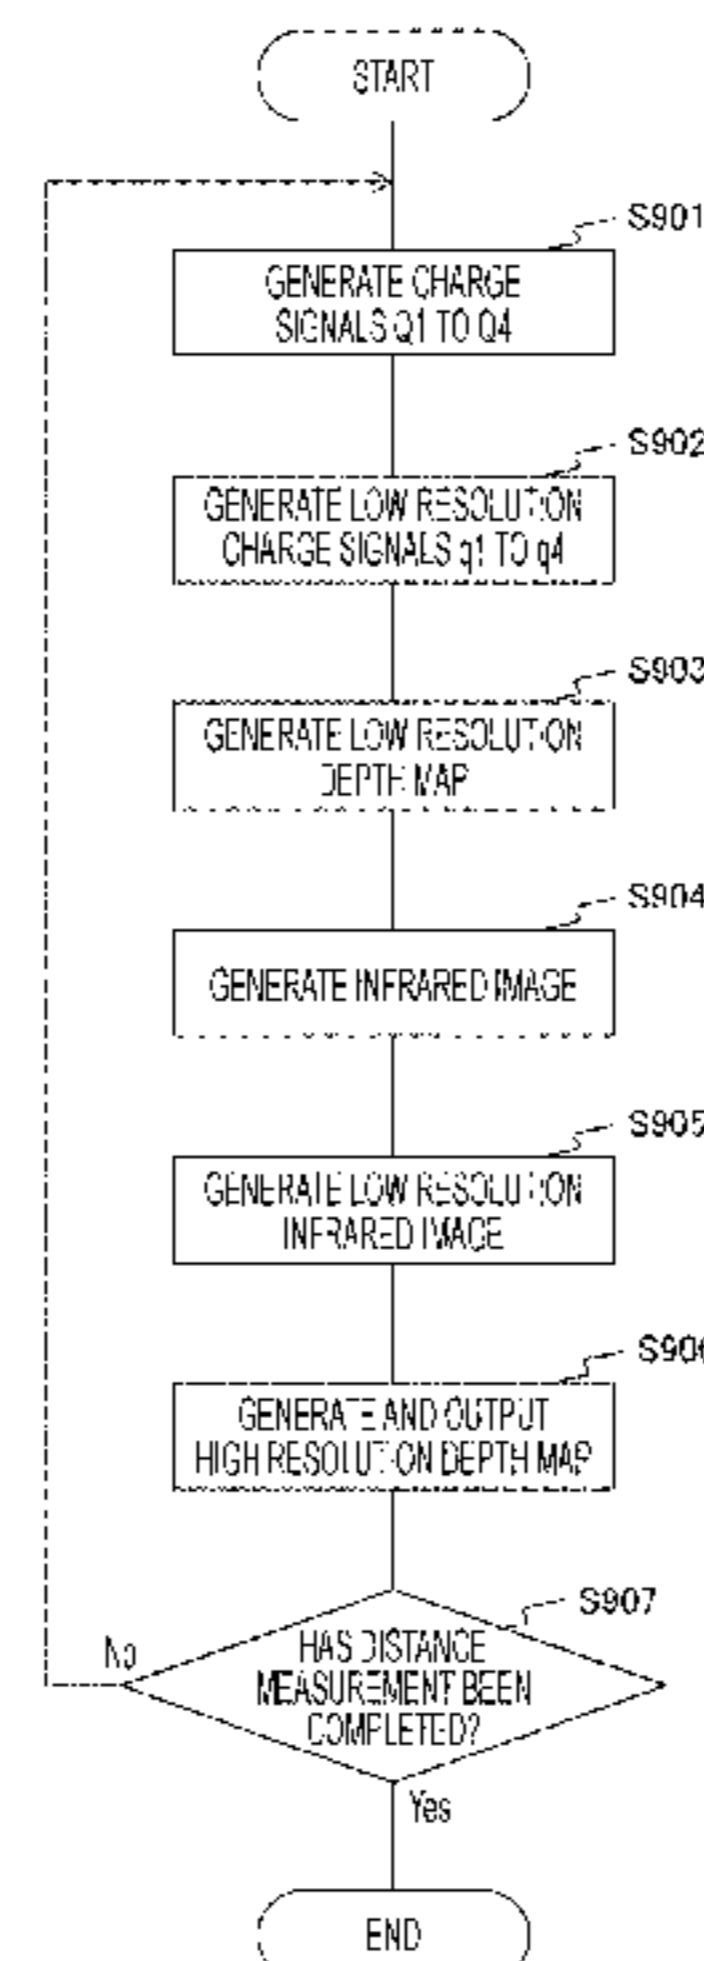 START
S901
GENERATE CHARGE
SIGNALS Q1 TO Q4
S902
GENERATE LOW RESOLUTION
CHARGE SIGNALS q1 TO q4
S903
GENERATE LOW RESOLUTION
DEPTH MAP
S904
GENERATE INFRARED IMAGE
S905
GENERATE LOW RESOLUTION
INFRARED IMAGE
S906
GENERATE AND OUTPUT
HIGH RESOLUTION DEPTH MAP
S907
No
HAS DISTANCE
MEASUREMENT BEEN
COMPLETED?
Yes
END